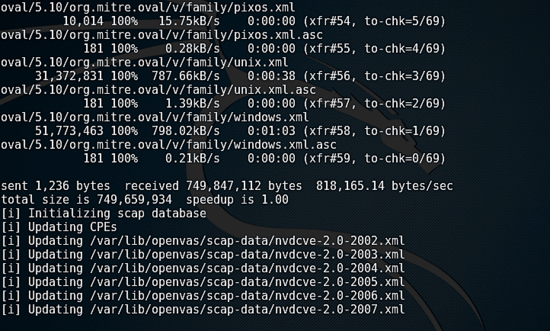 oval/5.10/org.mitre.oval/v/family/pixos.xml
10,014 100% 15.75kB/s 0:00:00 (xfr#54, to-chk=5/69)
oval/5.10/org.mitre.oval/v/family/pixos.xml.asc
181 100% 0.28kB/s 0:00:00 (xfr#55, to-chk=4/69)
oval/5.10/org.mitre.oval/v/family/unix.xml
31,372,831 100% 787.66kB/s 0:00:38 (xfr#56, to-chk=3/69)
oval/5.10/org.mitre.oval/v/family/unix.xml.asc
181 100% 1.39kB/s 0:00:00 (xfr#57, to-chk=2/69)
oval/5.10/org.mitre.oval/v/family/windows.xml
51,773,463 100% 798.02kB/s 0:01:03 (xfr#58, to-chk=1/69)
oval/5.10/org.mitre.oval/v/family/windows.xml.asc
181 100% 0.21kB/s 0:00:00 (xfr#59, to-chk=0/69)
sent 1,236 bytes received 749,847,112 bytes 818,165.14 bytes/sec
total size is 749,659,934 speedup is 1.00
[i] Initializing scap database
[i] Updating CPEs
[i] Updating /var/lib/openvas/scap-data/nvdcve-2.0-2002.xml
[i] Updating /var/lib/openvas/scap-data/nvdcve-2.0-2003.xml
[i] Updating /var/lib/openvas/scap-data/nvdcve-2.0-2004.xml
[i] Updating /var/lib/openvas/scap-data/nvdcve-2.0-2005.xml
[i] Updating /var/lib/openvas/scap-data/nvdcve-2.0-2006.xml
[i] Updating /var/lib/openvas/scap-data/nvdcve-2.0-2007.xml